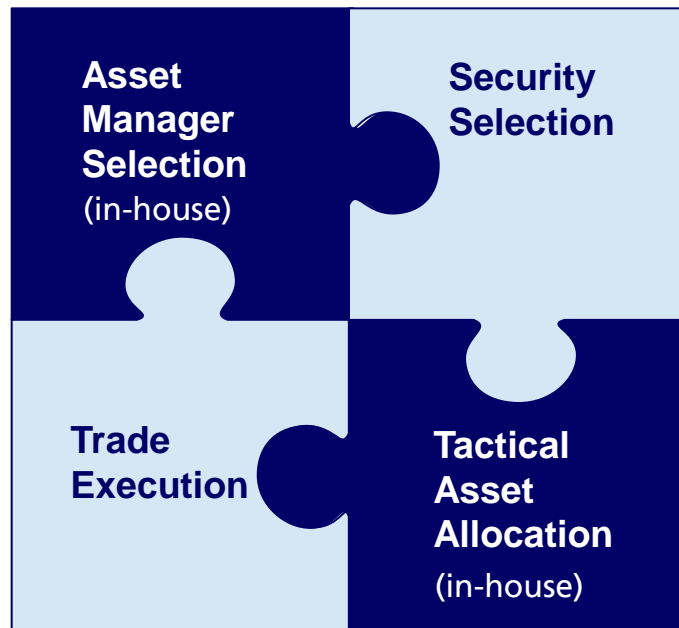 Asset
Manager
Selection
(in-house)
Security
Selection
Trade
Execution
Tactical
Asset
Allocation
(in-house)